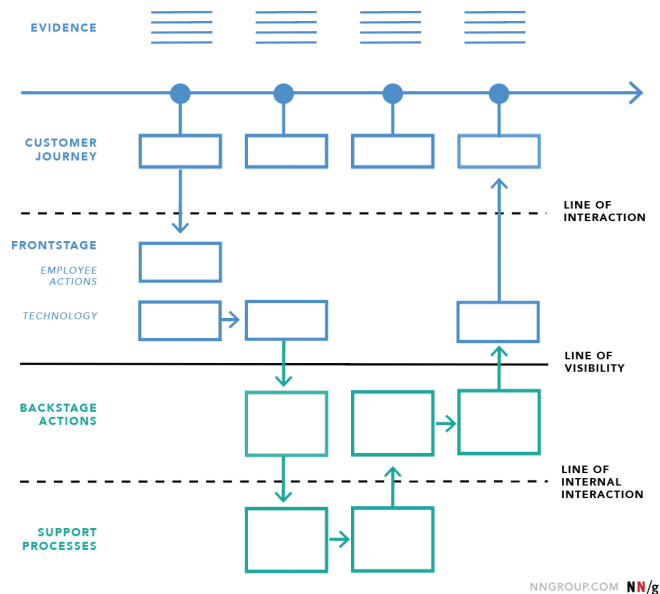 EVIDENCE
CUSTOMER
JOURNEY
LINE OF
INTERACTION
FRONTSTAGE
EMPLOYEE
ACTIONS
TECHNOLOGY
LINE OF
VISIBILITY
BACKSTAGE
ACTIONS
LINE OF
INTERNAL
INTERACTION
SUPPORT
PROCESSES
NNGROUP.COM NN/g